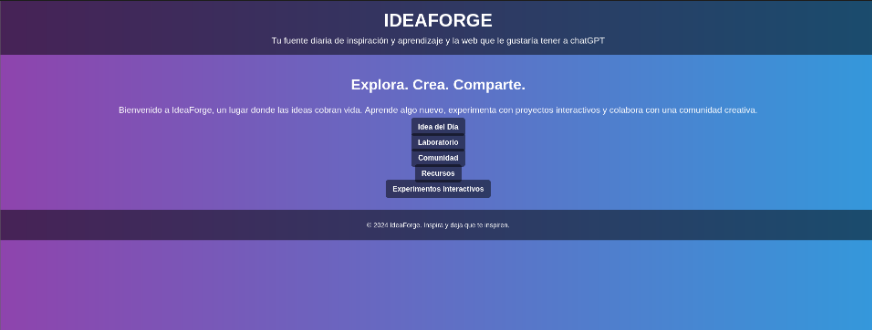 IDEAFORGE
Tu fuente diaria de inspiración y aprendizaje y la web que le gustaría tener a chatGPT
Explora. Crea. Comparte.
Bienvenido a IdeaForge, un lugar donde las ideas cobran vida. Aprende algo nuevo, experimenta con proyectos interactivos y colabora con una comunidad creativa.
Idea del Día
Laboratorio
Comunidad
Recursos
Experimentos Interactivos
© 2024 IdeaForge. Inspira y deja que te inspiren.